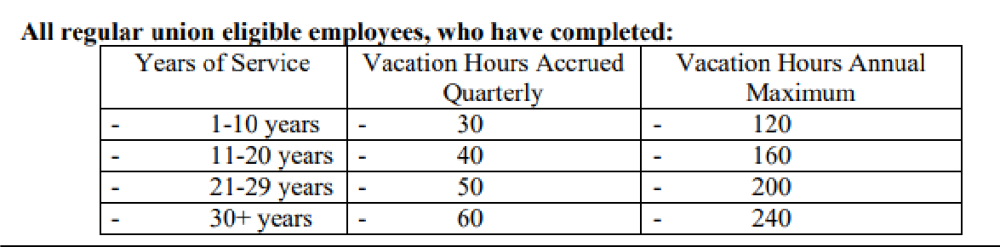 All regular union eligible employees, who have completed:
Years of Service Vacation Hours Accrued Quarterly Vacation Hours Annual Maximum
- 1-10 years - 30 - 120
- 11-20 years - 40 - 160
- 21-29 years - 50 - 200
- 30+ years - 60 - 240